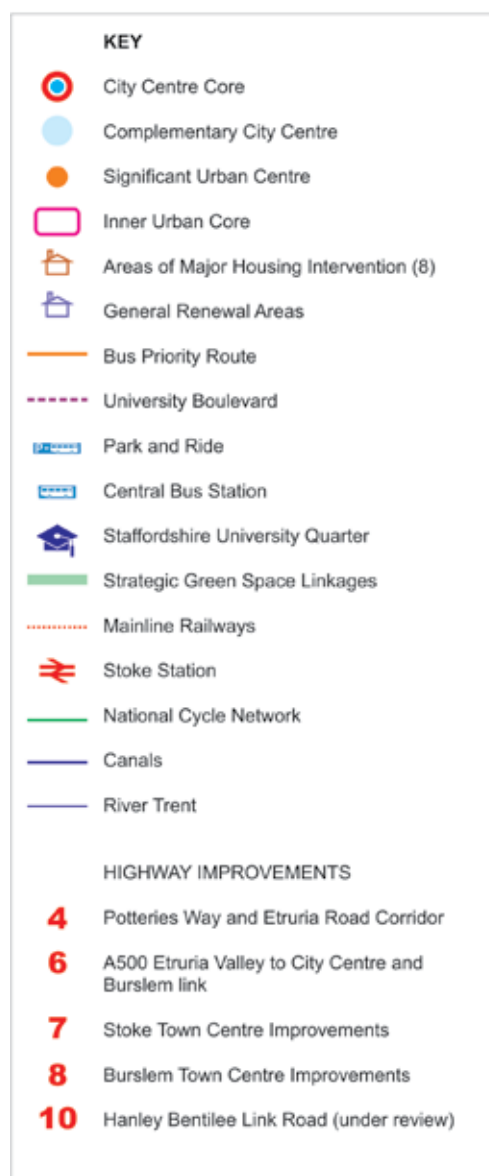 KEY
City Centre Core
Complementary City Centre
Significant Urban Centre
Inner Urban Core
Areas of Major Housing Intervention (8)
General Renewal Areas
Bus Priority Route
University Boulevard
Park and Ride
Central Bus Station
Staffordshire University Quarter
Strategic Green Space Linkages
Mainline Railways
Stoke Station
National Cycle Network
Canals
River Trent
HIGHWAY IMPROVEMENTS
4 Potteries Way and Etruria Road Corridor
6 A500 Etruria Valley to City Centre and
Burslem link
7 Stoke Town Centre Improvements
8 Burslem Town Centre Improvements
10 Hanley Bentilee Link Road (under review)